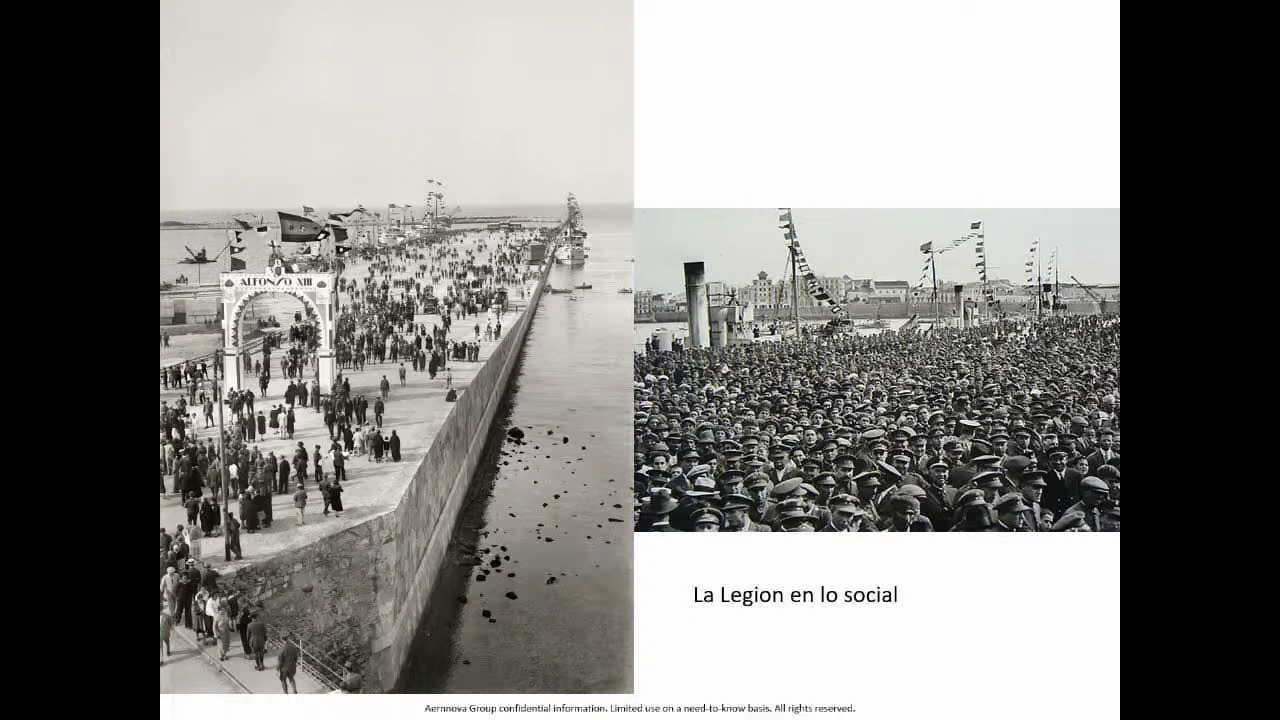 ALFONSO XIII
La Legion en lo social
Aernnova Group confidential information. Limited use on a need-to-know basis. All rights reserved.